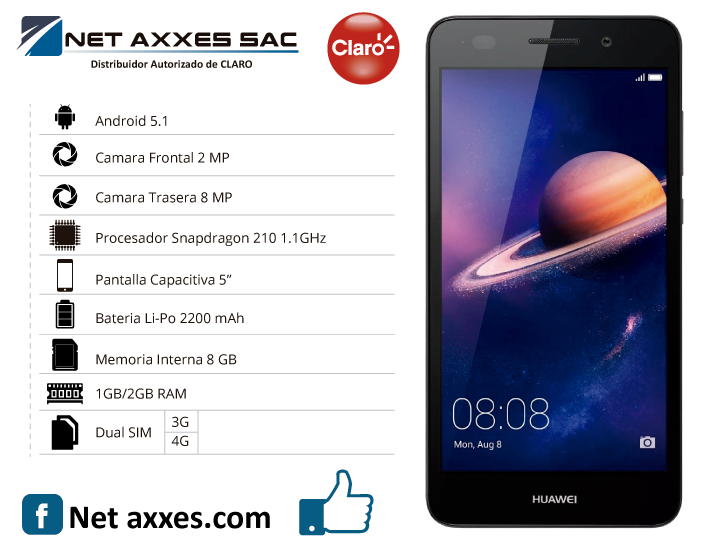 NET AXXES SAC
Distribuidor Autorizado de CLARO
Claro
Android 5.1
Camara Frontal 2 MP
Camara Trasera 8 MP
Procesador Snapdragon 210 1.1GHz
Pantalla Capacitiva 5”
Bateria Li-Po 2200 mAh
Memoria Interna 8 GB
1GB/2GB RAM
Dual SIM
3G
4G
08:08
Mon, Aug 8
HUAWEI
f Net axxes.com